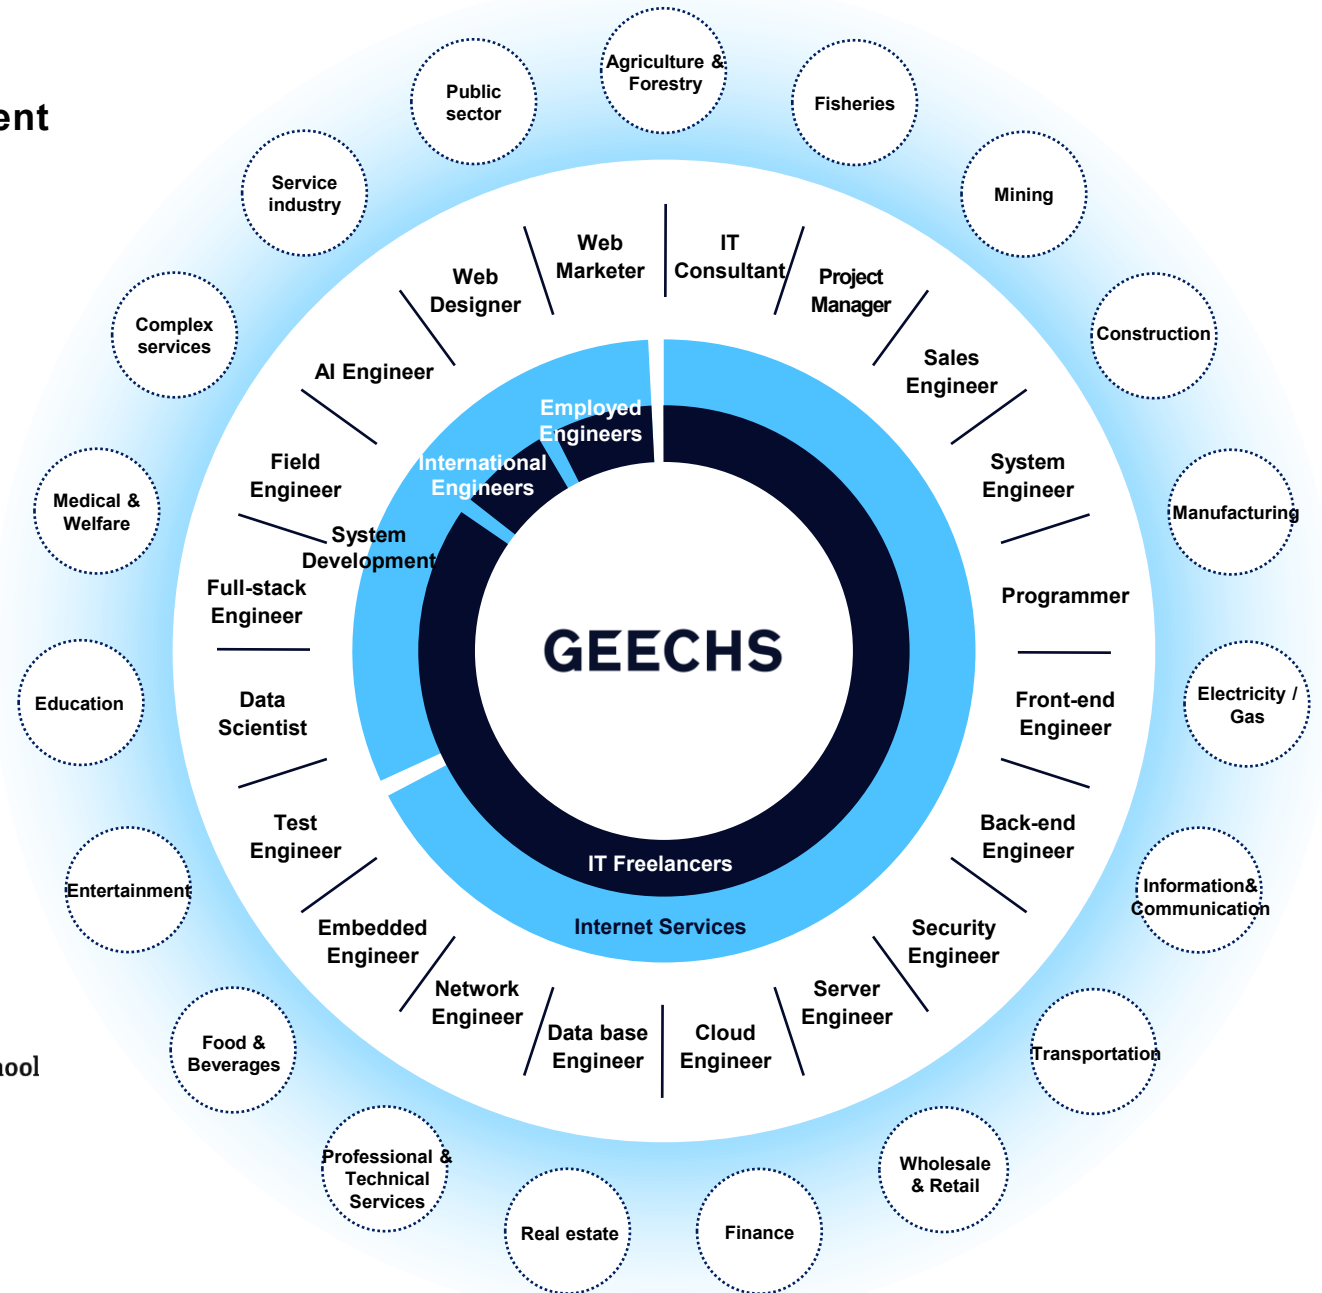 ent
Agriculture &
Forestry
Fisheries
Mining
Construction
Manufacturing
Electricity /
Gas
Information&
Communication
Transportation
Wholesale
& Retail
Finance
Real estate
Professional &
Technical
Services
Food &
Beverages
Entertainment
Education
Medical &
Welfare
Complex
services
Service
industry
Public
sector
IT
Consultant
Project
Manager
Sales
Engineer
System
Engineer
Programmer
Front-end
Engineer
Back-end
Engineer
Security
Engineer
Server
Engineer
Cloud
Engineer
Data base
Engineer
Network
Engineer
Embedded
Engineer
Test
Engineer
Data
Scientist
Full-stack
Engineer
Field
Engineer
AI Engineer
Web
Designer
Web
Marketer
Employed
Engineers
International
Engineers
System
Development
GEECHS
IT Freelancers
Internet Services
ool